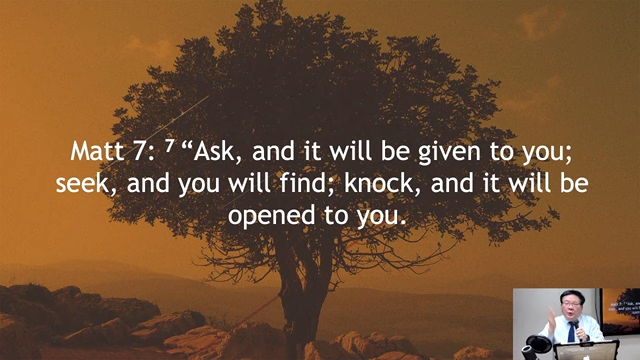 Matt 7: ⁷ “Ask, and it will be given to you;
seek, and you will find; knock, and it will be
opened to you.